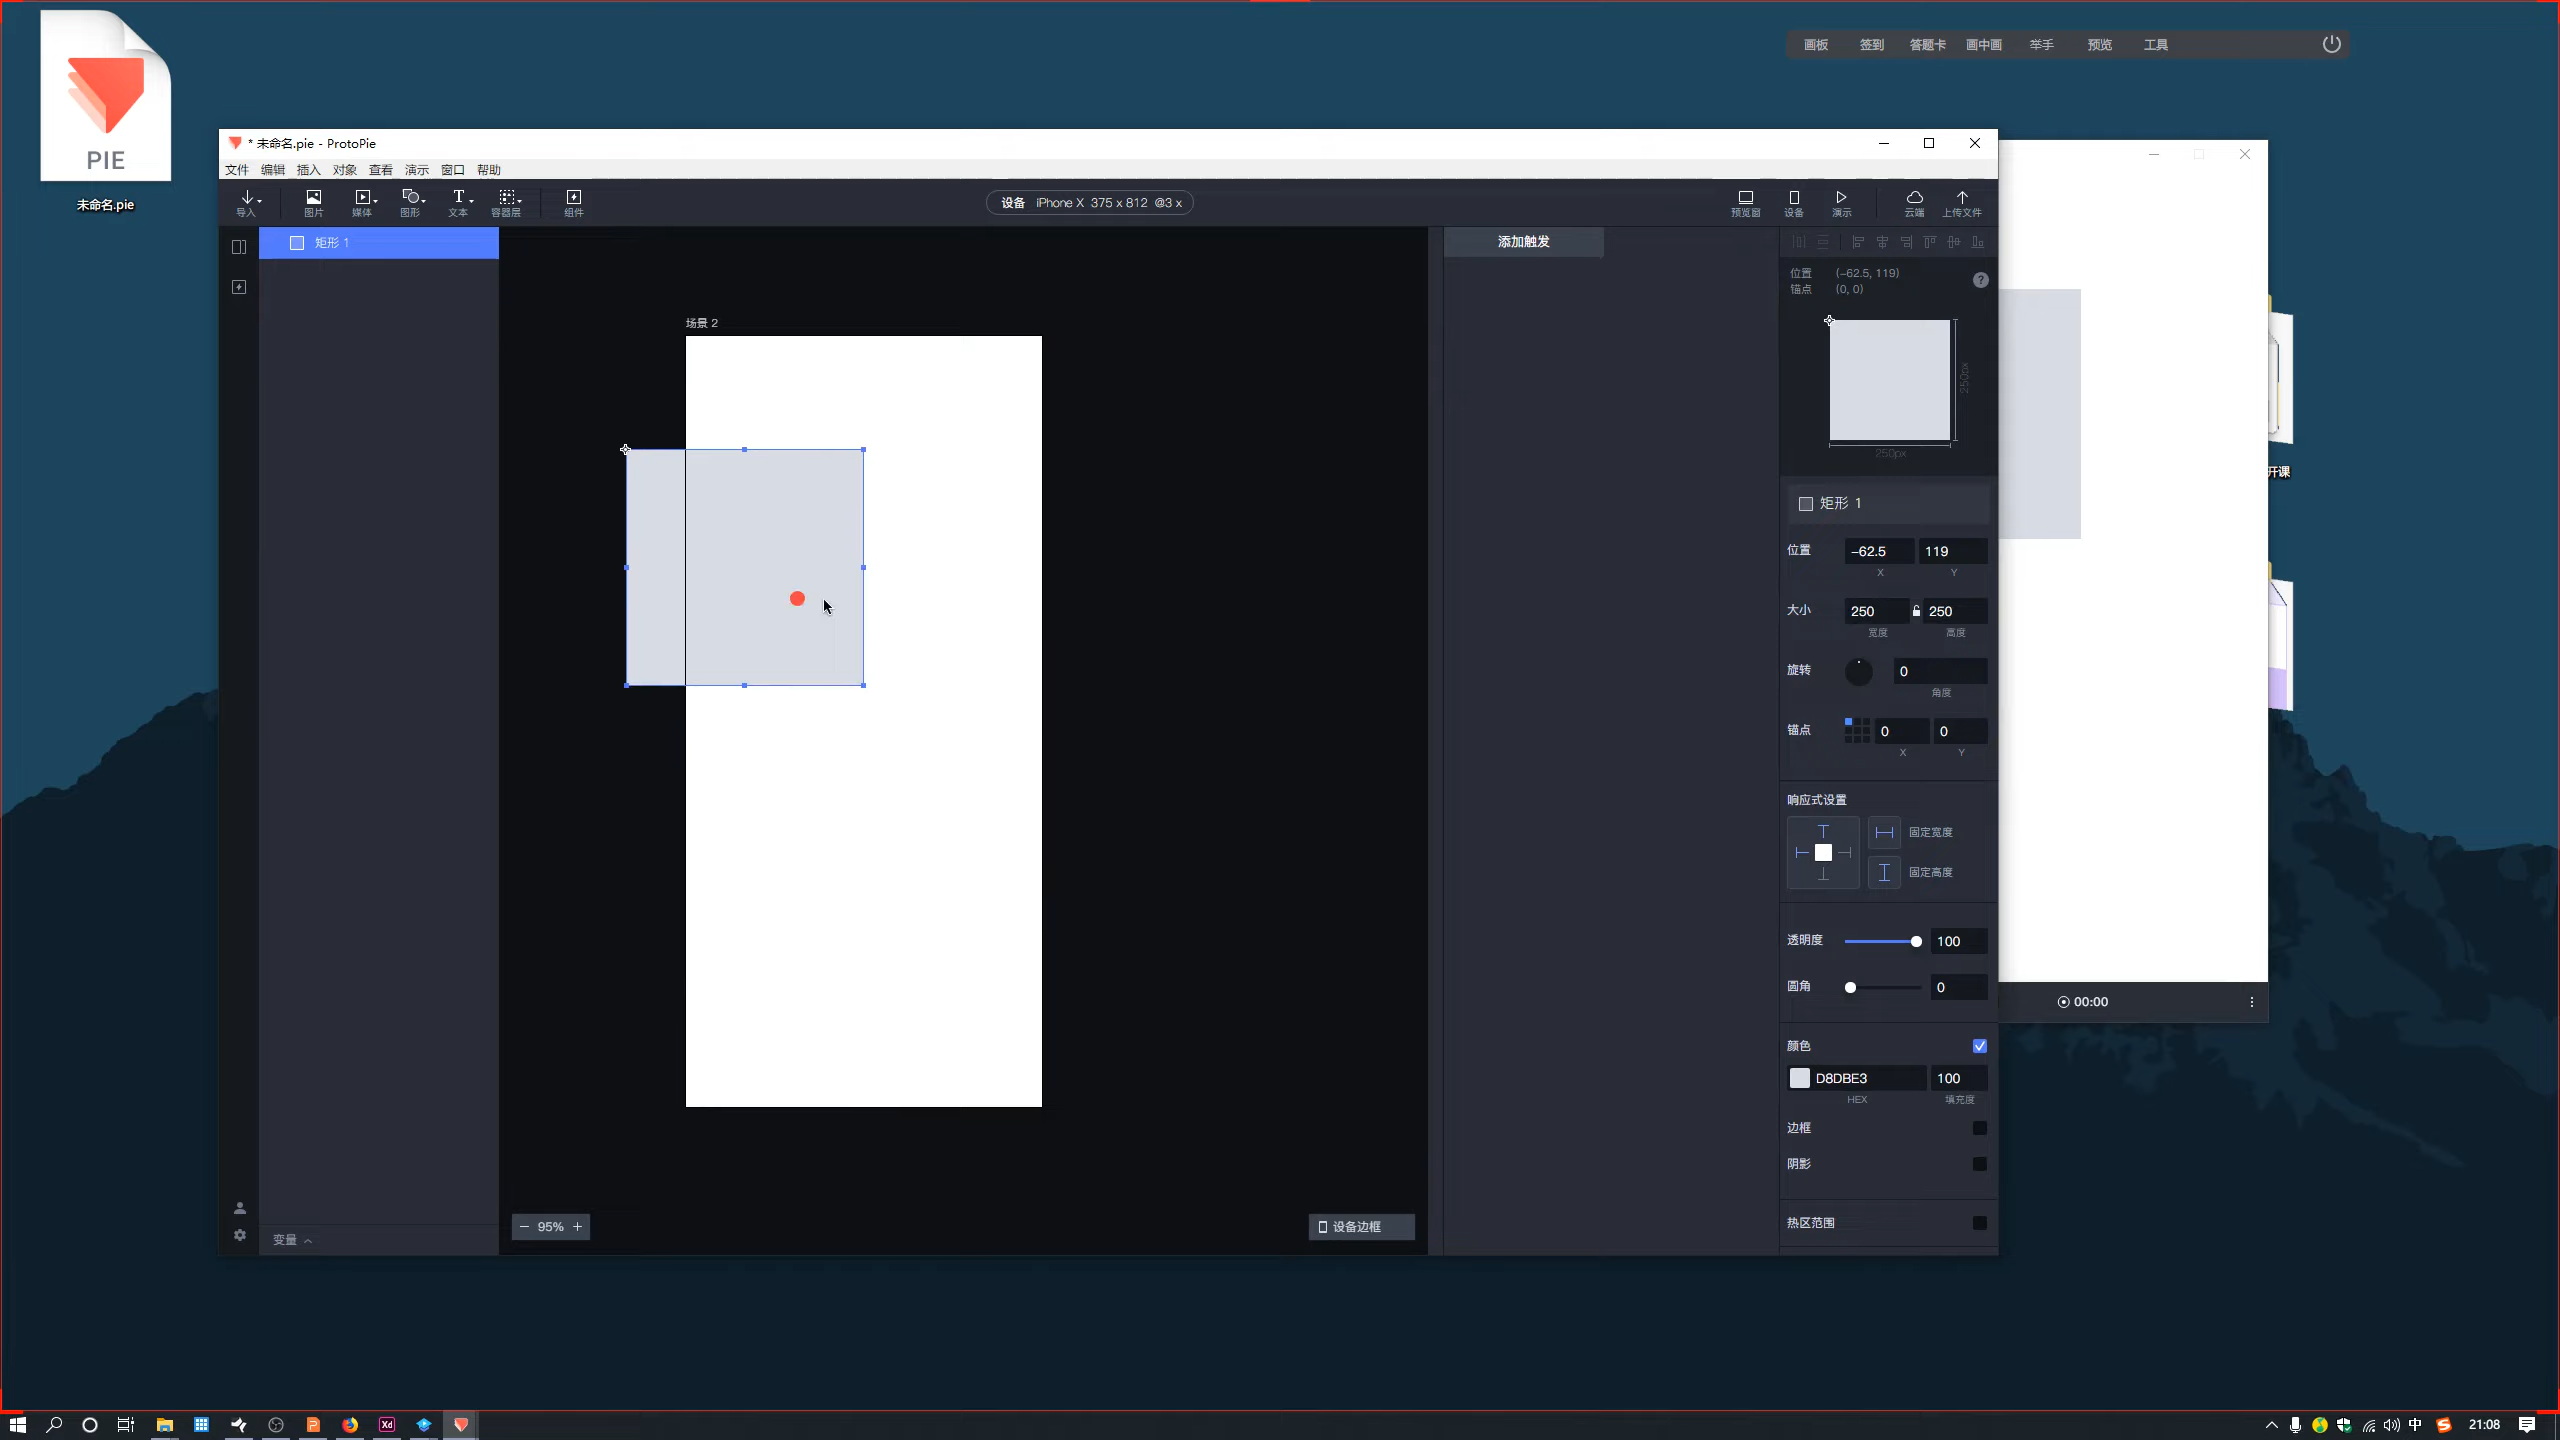 PIE
未命名.pie
画板 签到 答题卡 画中画 举手 预览 工具
* 未命名.pie - ProtoPie
文件 编辑 插入 对象 查看 演示 窗口 帮助
导入 图片 媒体 图形 文本 容器层 组件
设备 iPhone X 375 x 812 @3 x
预览窗 设备 演示 云端 上传文件
矩形 1
场景 2
添加触发
位置 (-62.5, 119)
锚点 (0, 0)
250px
250px
矩形 1
位置 -62.5 119
X Y
大小 250 250
宽度 高度
旋转 0
角度
锚点 0 0
X Y
响应式设置
固定宽度
固定高度
透明度 100
圆角 0
颜色
D8DBE3 100
HEX 填充度
边框
阴影
热区范围
变量
95%
设备边框
开课
00:00
Xd
中
21:08